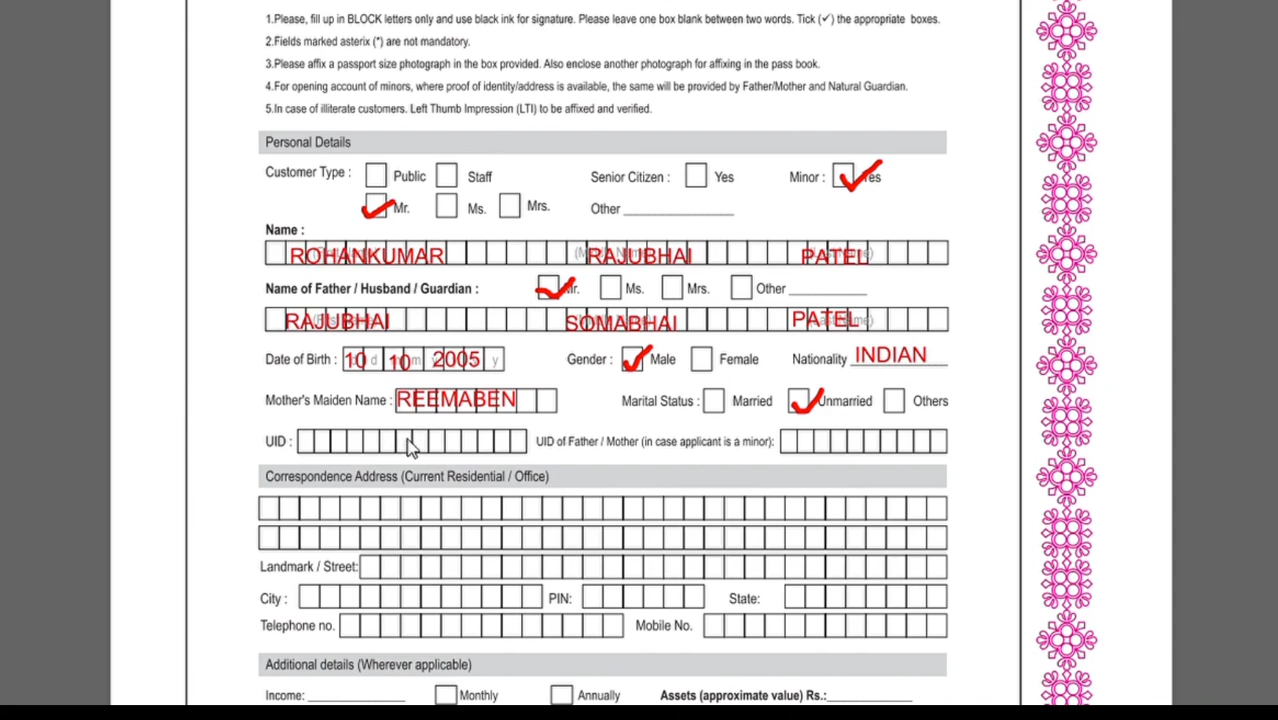 1.Please, fill up in BLOCK letters only and use black ink for signature. Please leave one box blank between two words. Tick (✓) the appropriate boxes.
2.Fields marked asterix (*) are not mandatory.
3.Please affix a passport size photograph in the box provided. Also enclose another photograph for affixing in the pass book.
4.For opening account of minors, where proof of identity/address is available, the same will be provided by Father/Mother and Natural Guardian.
5.In case of illiterate customers. Left Thumb Impression (LTI) to be affixed and verified.
Personal Details
Customer Type : Public Staff Senior Citizen : Yes Minor : Yes
Mr. Ms. Mrs. Other
Name :
ROHANKUMAR RAJUBHAI PATEL
Name of Father / Husband / Guardian : Mr. Ms. Mrs. Other
RAJUBHAI SOMABHAI PATEL
Date of Birth : 10 10 2005 Gender : Male Female Nationality INDIAN
Mother's Maiden Name : REEMABEN Marital Status : Married Unmarried Others
UID : UID of Father / Mother (in case applicant is a minor):
Correspondence Address (Current Residential / Office)
Landmark / Street:
City : PIN: State:
Telephone no. Mobile No.
Additional details (Wherever applicable)
Income: Monthly Annually Assets (approximate value) Rs.: